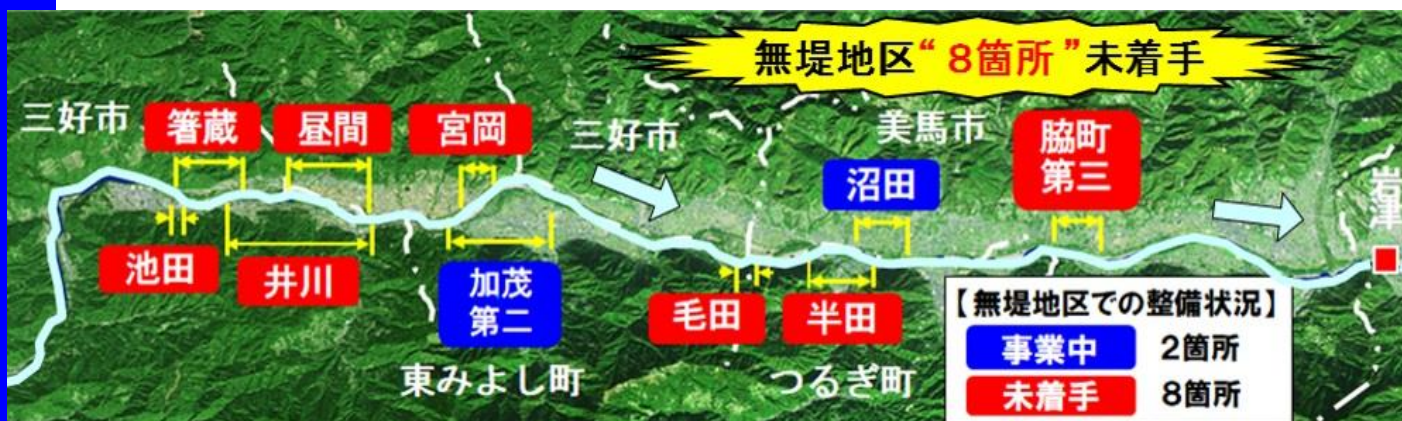 無堤地区“8箇所”未着手
三好市
箸蔵
昼間
宮岡
三好市
美馬市
沼田
脇町
第三
岩津
池田
井川
加茂
第二
毛田
半田
東みよし町
つるぎ町
【無堤地区での整備状況】
事業中 2箇所
未着手 8箇所